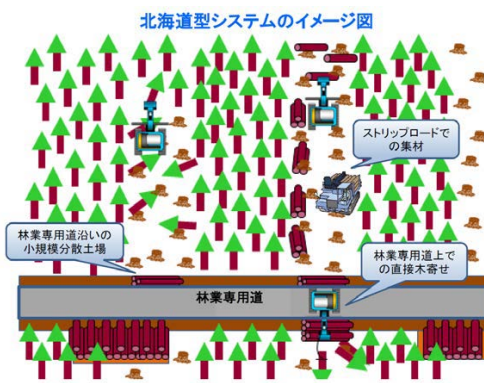 北海道型システムのイメージ図
ストリップロードで
の集材
林業専用道沿いの
小規模分散土場
林業専用道上で
の直接木寄せ
林業専用道